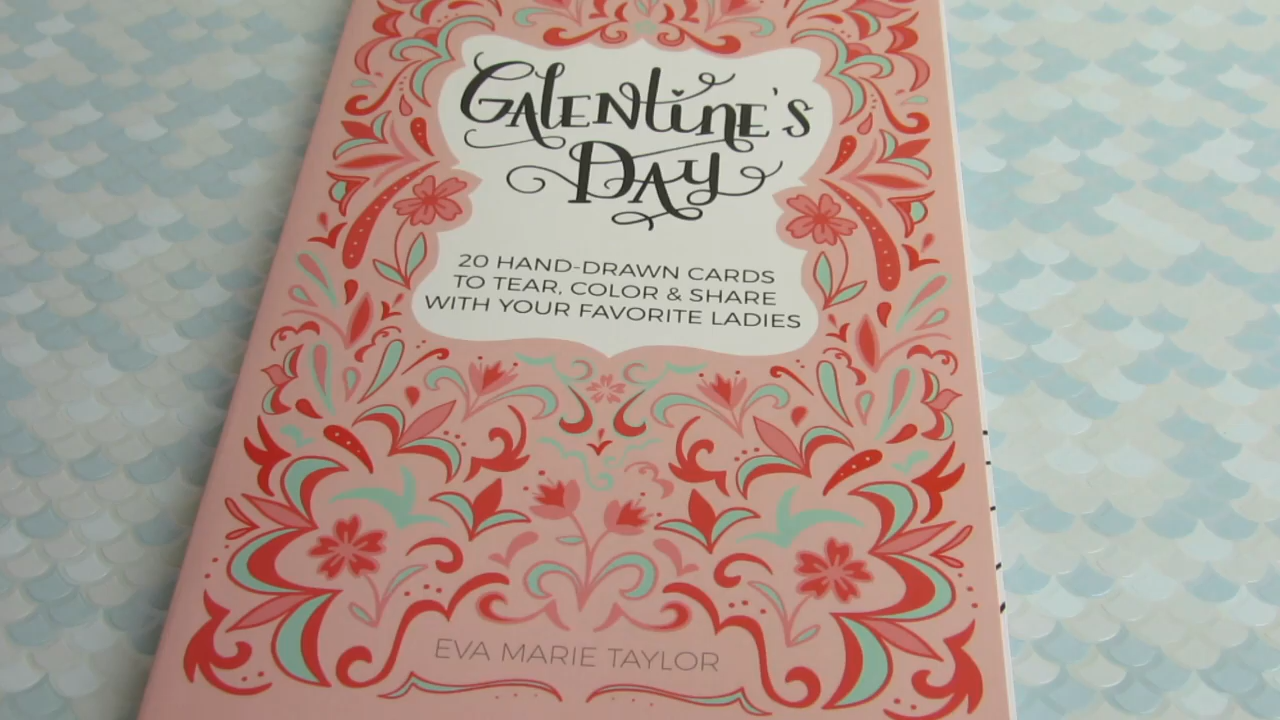 Galentine's
Day
20 HAND-DRAWN CARDS
TO TEAR, COLOR & SHARE
WITH YOUR FAVORITE LADIES
EVA MARIE TAYLOR